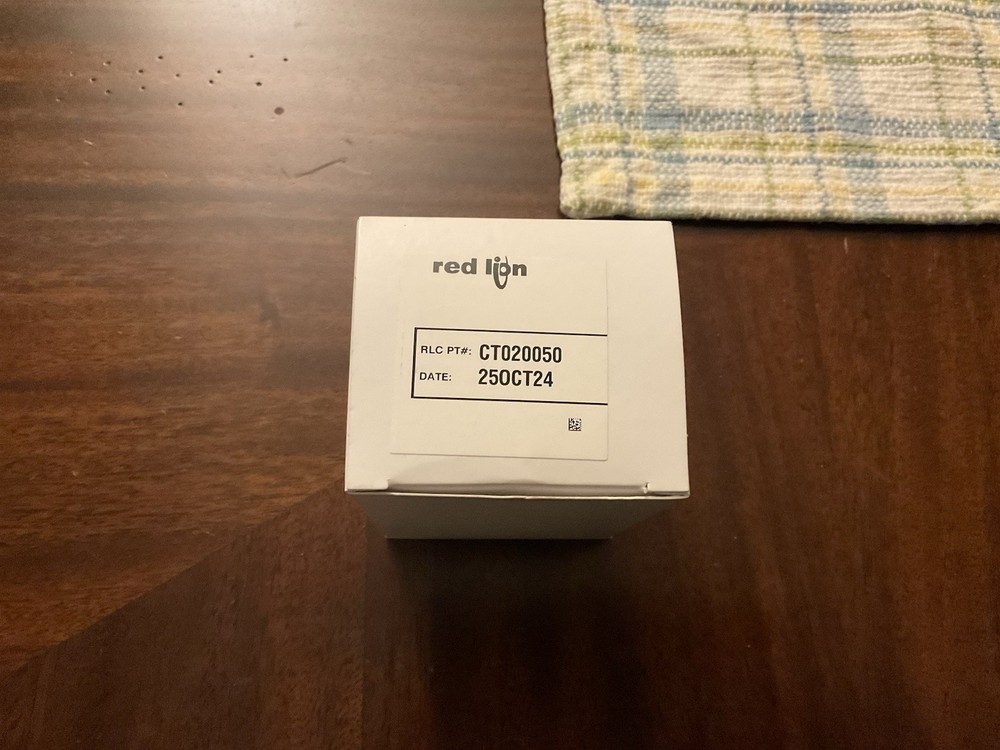 red lion
RLC PT#: CT020050
DATE: 25OCT24